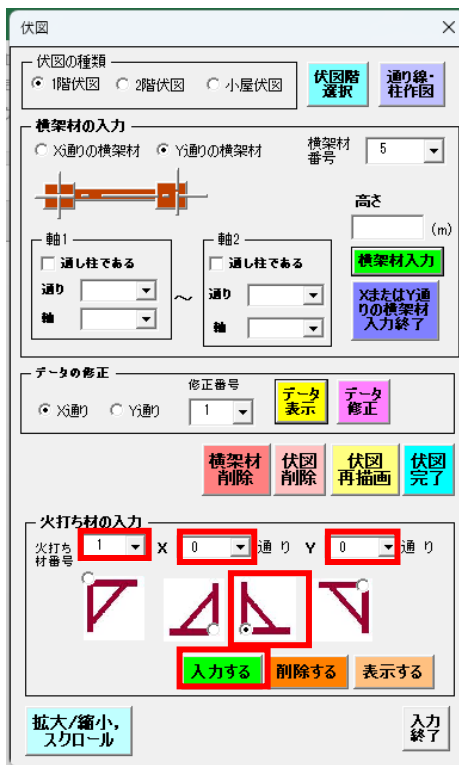 伏図
伏図の種類
1階伏図 2階伏図 小屋伏図
伏図階
選択
通り線・
柱作図
横架材の入力
X通りの横架材 Y通りの横架材
横架材
番号
5
高さ
(m)
軸1
通し柱である
通り
軸
～
軸2
通し柱である
通り
軸
横架材入力
XまたはY通
りの横架材
入力終了
データの修正
X通り Y通り
修正番号
1
データ
表示
データ
修正
横架材
削除
伏図
削除
伏図
再描画
伏図
完了
火打ち材の入力
火打ち
材番号
1 X 0 通り Y 0 通り
入力する 削除する 表示する
拡大/縮小,
スクロール
入力
終了